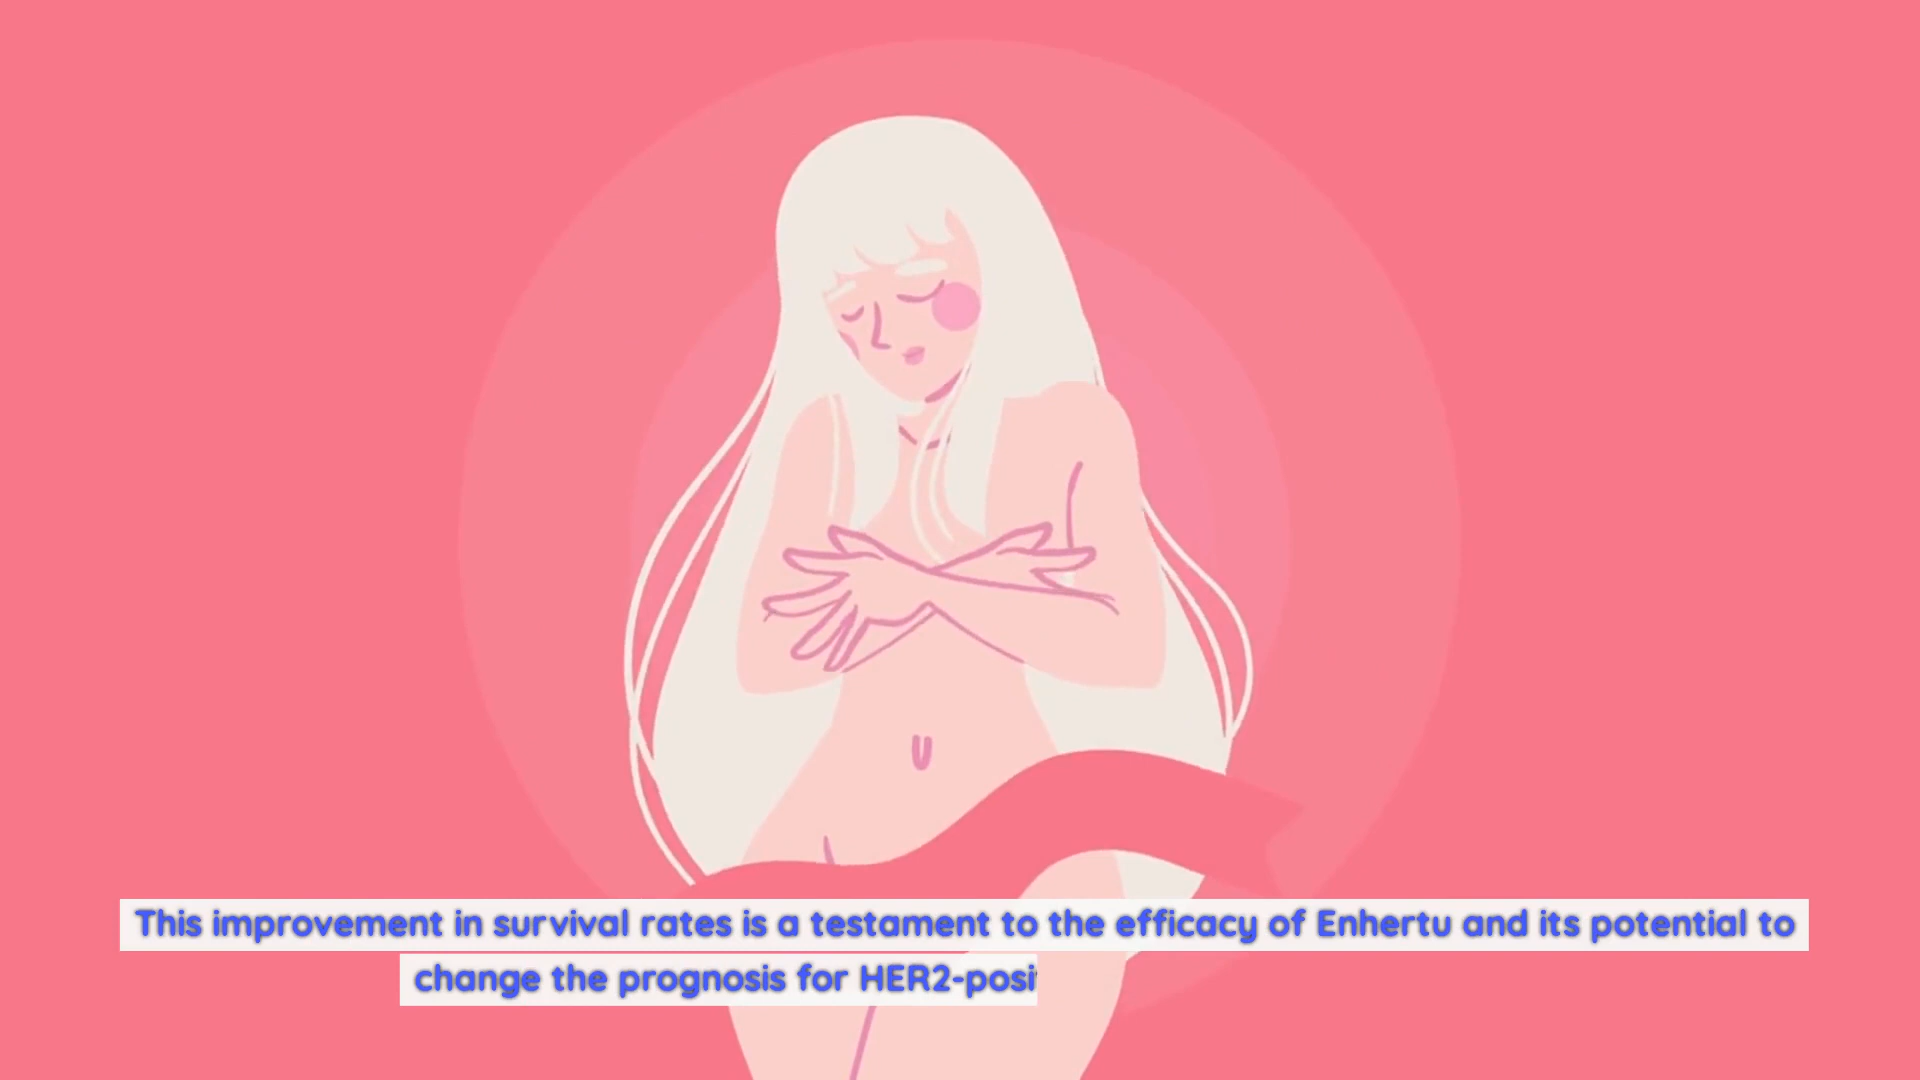 This improvement in survival rates is a testament to the efficacy of Enhertu and its potential to
change the prognosis for HER2-posi